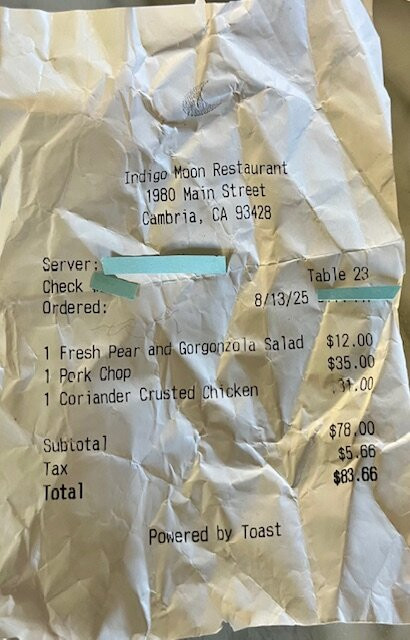 Indigo Moon Restaurant
1980 Main Street
Cambria, CA 93428
Server:
Table 23
Check
Ordered: 8/13/25
1 Fresh Pear and Gorgonzola Salad $12.00
1 Pork Chop $35.00
1 Coriander Crusted Chicken 31.00
Subtotal $78.00
Tax $5.66
Total $83.66
Powered by Toast